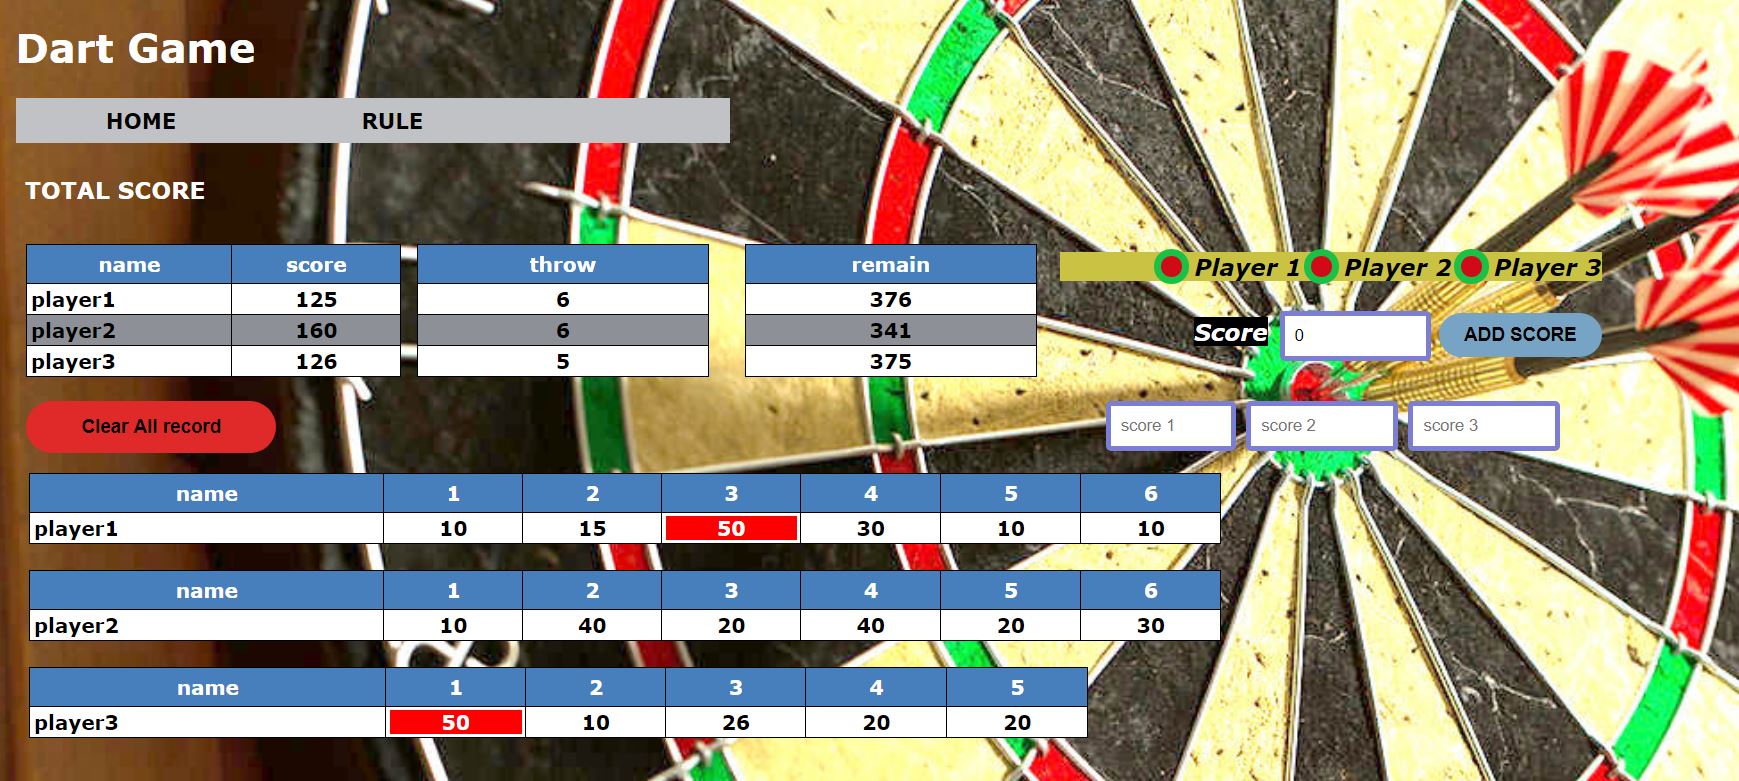 Dart Game
HOME RULE
TOTAL SCORE
name score throw remain
player1 125 6 376
player2 160 6 341
player3 126 5 375
Player 1 Player 2 Player 3
Score 0 ADD SCORE
score 1 score 2 score 3
Clear All record
name 1 2 3 4 5 6
player1 10 15 50 30 10 10
name 1 2 3 4 5 6
player2 10 40 20 40 20 30
name 1 2 3 4 5
player3 50 10 26 20 20